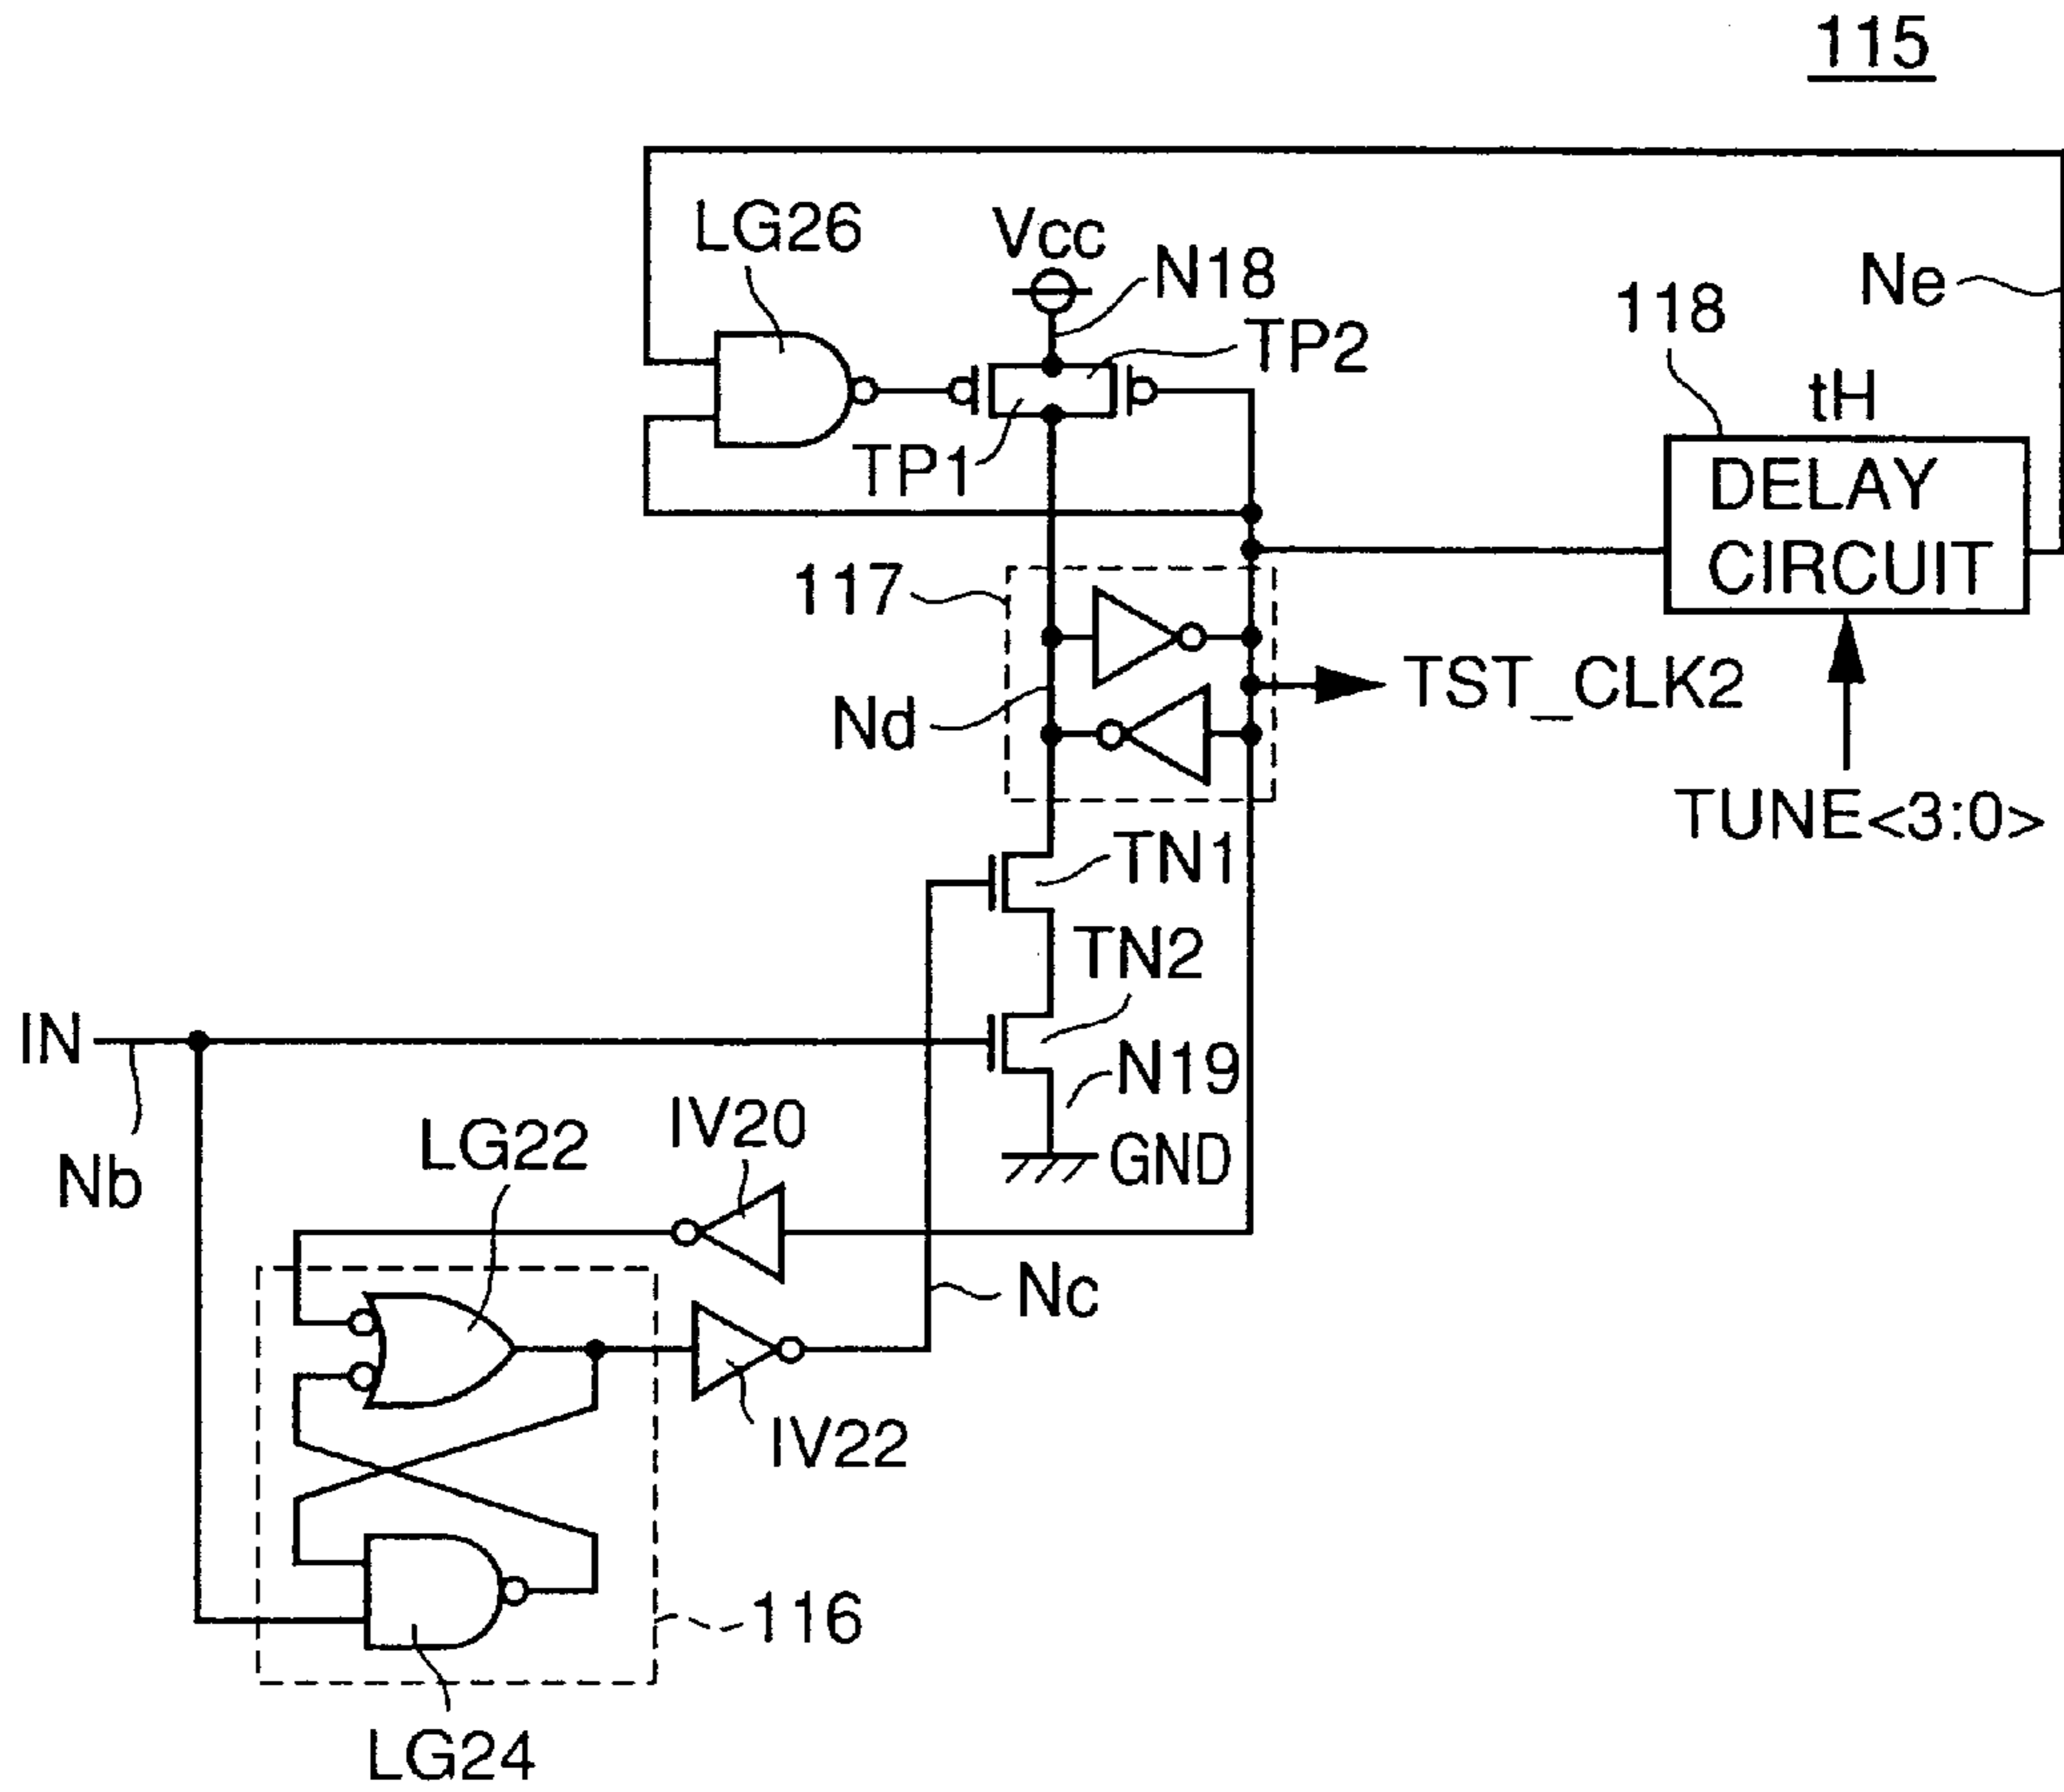 115
LG26
Vcc
N18
TP2
Ne
118
tH
TP1
DELAY
CIRCUIT
117
Nd
TST_CLK2
TUNE<3:0>
TN1
TN2
IN
N19
Nb
LG22
IV20
GND
Nc
IV22
116
LG24